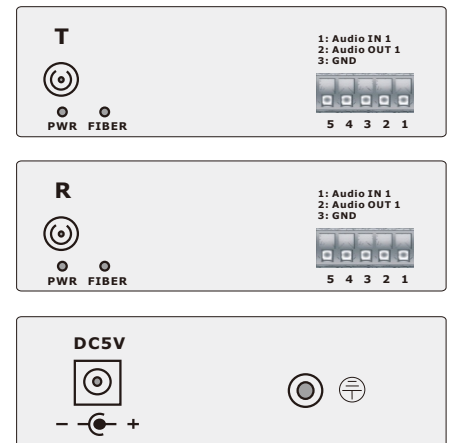 T
1: Audio IN 1
2: Audio OUT 1
3: GND
PWR FIBER
5 4 3 2 1
R
1: Audio IN 1
2: Audio OUT 1
3: GND
PWR FIBER
5 4 3 2 1
DC5V
- +